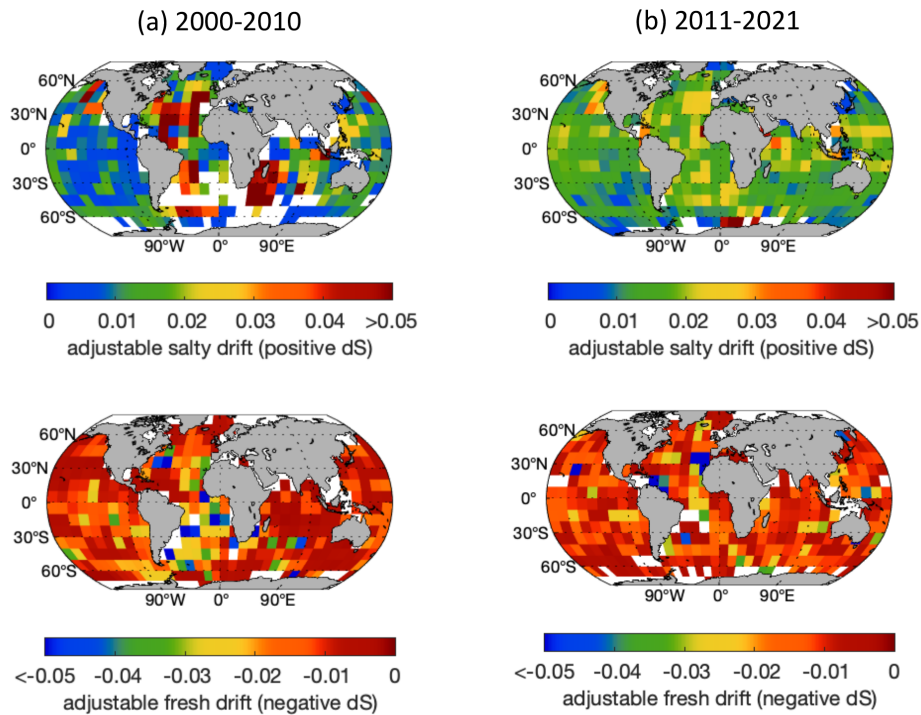 (a) 2000-2010
(b) 2011-2021
60°N
30°N
0°
30°S
60°S
90°W 0° 90°E
60°N
30°N
0°
30°S
60°S
90°W 0° 90°E
0 0.01 0.02 0.03 0.04 >0.05
adjustable salty drift (positive dS)
0 0.01 0.02 0.03 0.04 >0.05
adjustable salty drift (positive dS)
60°N
30°N
0°
30°S
60°S
90°W 0° 90°E
60°N
30°N
0°
30°S
60°S
90°W 0° 90°E
<-0.05 -0.04 -0.03 -0.02 -0.01 0
adjustable fresh drift (negative dS)
<-0.05 -0.04 -0.03 -0.02 -0.01 0
adjustable fresh drift (negative dS)